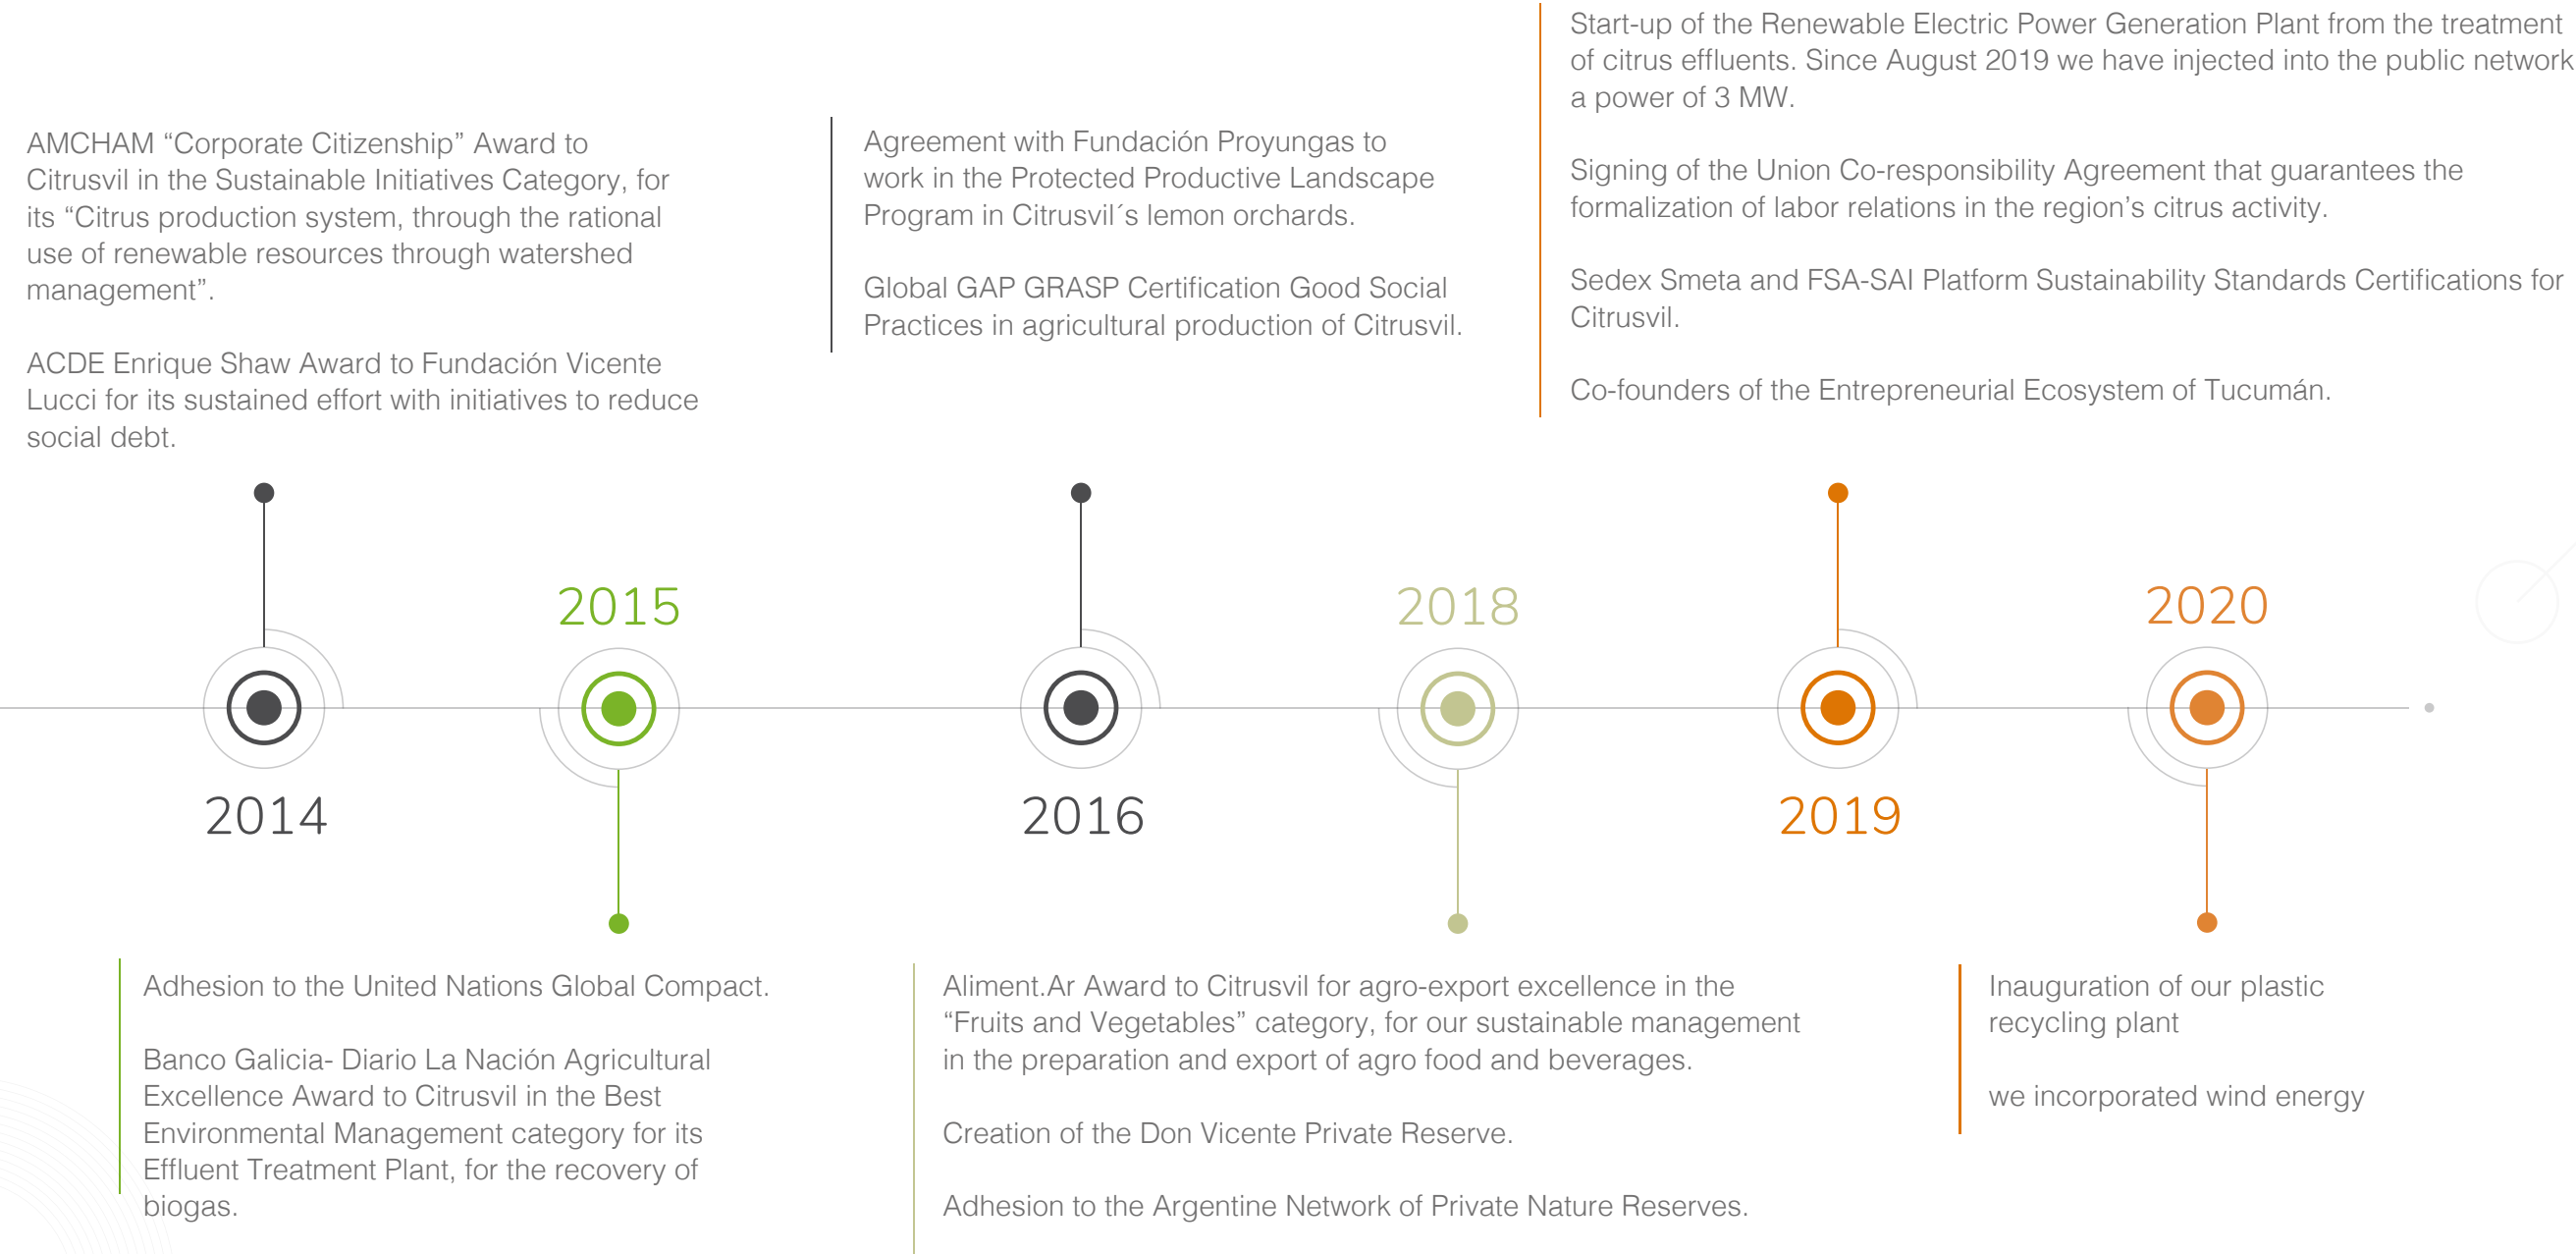 AMCHAM “Corporate Citizenship” Award to
Citrusvil in the Sustainable Initiatives Category, for
its “Citrus production system, through the rational
use of renewable resources through watershed
management”.
ACDE Enrique Shaw Award to Fundación Vicente
Lucci for its sustained effort with initiatives to reduce
social debt.
2014
2015
Adhesion to the United Nations Global Compact.
Banco Galicia- Diario La Nación Agricultural
Excellence Award to Citrusvil in the Best
Environmental Management category for its
Effluent Treatment Plant, for the recovery of
biogas.
Agreement with Fundación Proyungas to
work in the Protected Productive Landscape
Program in Citrusvil´s lemon orchards.
Global GAP GRASP Certification Good Social
Practices in agricultural production of Citrusvil.
2016
2018
Aliment.Ar Award to Citrusvil for agro-export excellence in the
“Fruits and Vegetables” category, for our sustainable management
in the preparation and export of agro food and beverages.
Creation of the Don Vicente Private Reserve.
Adhesion to the Argentine Network of Private Nature Reserves.
Start-up of the Renewable Electric Power Generation Plant from the treatment
of citrus effluents. Since August 2019 we have injected into the public network
a power of 3 MW.
Signing of the Union Co-responsibility Agreement that guarantees the
formalization of labor relations in the region’s citrus activity.
Sedex Smeta and FSA-SAI Platform Sustainability Standards Certifications for
Citrusvil.
Co-founders of the Entrepreneurial Ecosystem of Tucumán.
2019
2020
Inauguration of our plastic
recycling plant
we incorporated wind energy